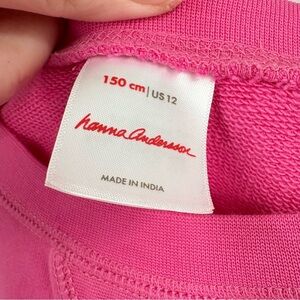 150 cm | US 12
hanna andersson
MADE IN INDIA